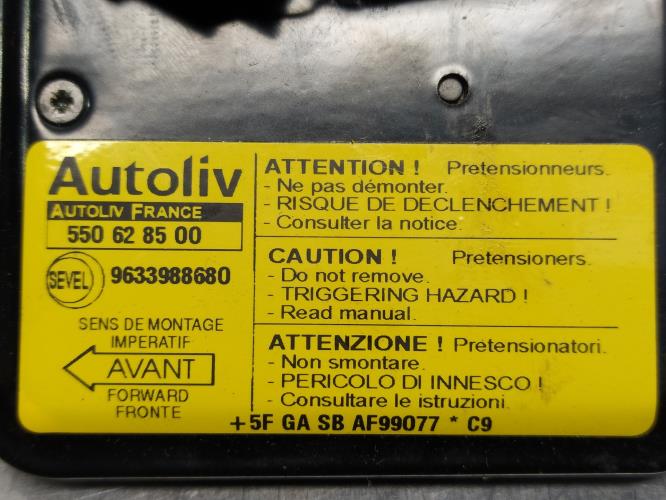 Autoliv
AUTOLIV FRANCE
550 62 85 00
SEVEL 9633988680
SENS DE MONTAGE
IMPERATIF
AVANT
FORWARD
FRONTE
ATTENTION ! Pretensionneurs.
- Ne pas démonter.
- RISQUE DE DECLENCHEMENT !
- Consulter la notice.
CAUTION ! Pretensioners.
- Do not remove.
- TRIGGERING HAZARD !
- Read manual.
ATTENZIONE ! Pretensionatori.
- Non smontare.
- PERICOLO DI INNESCO !
- Consultare le istruzioni.
+5F GA SB AF99077 * C9